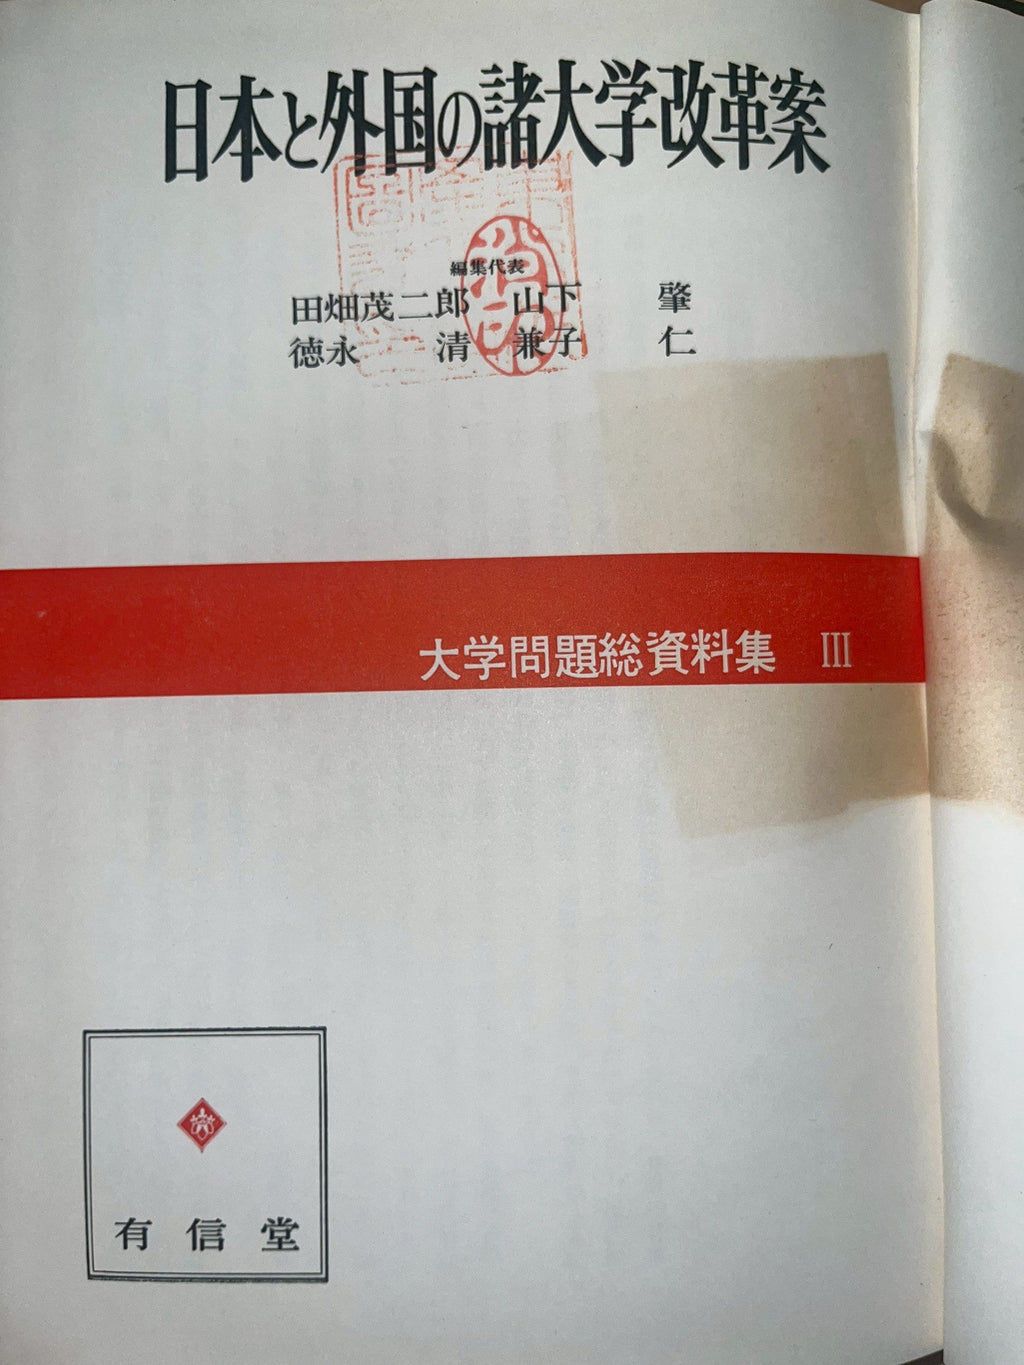 日本と外国の諸大学改革案
編集代表
田畑茂二郎 山下 肇
徳永 清 兼子 仁
大学問題総資料集 III
有信堂